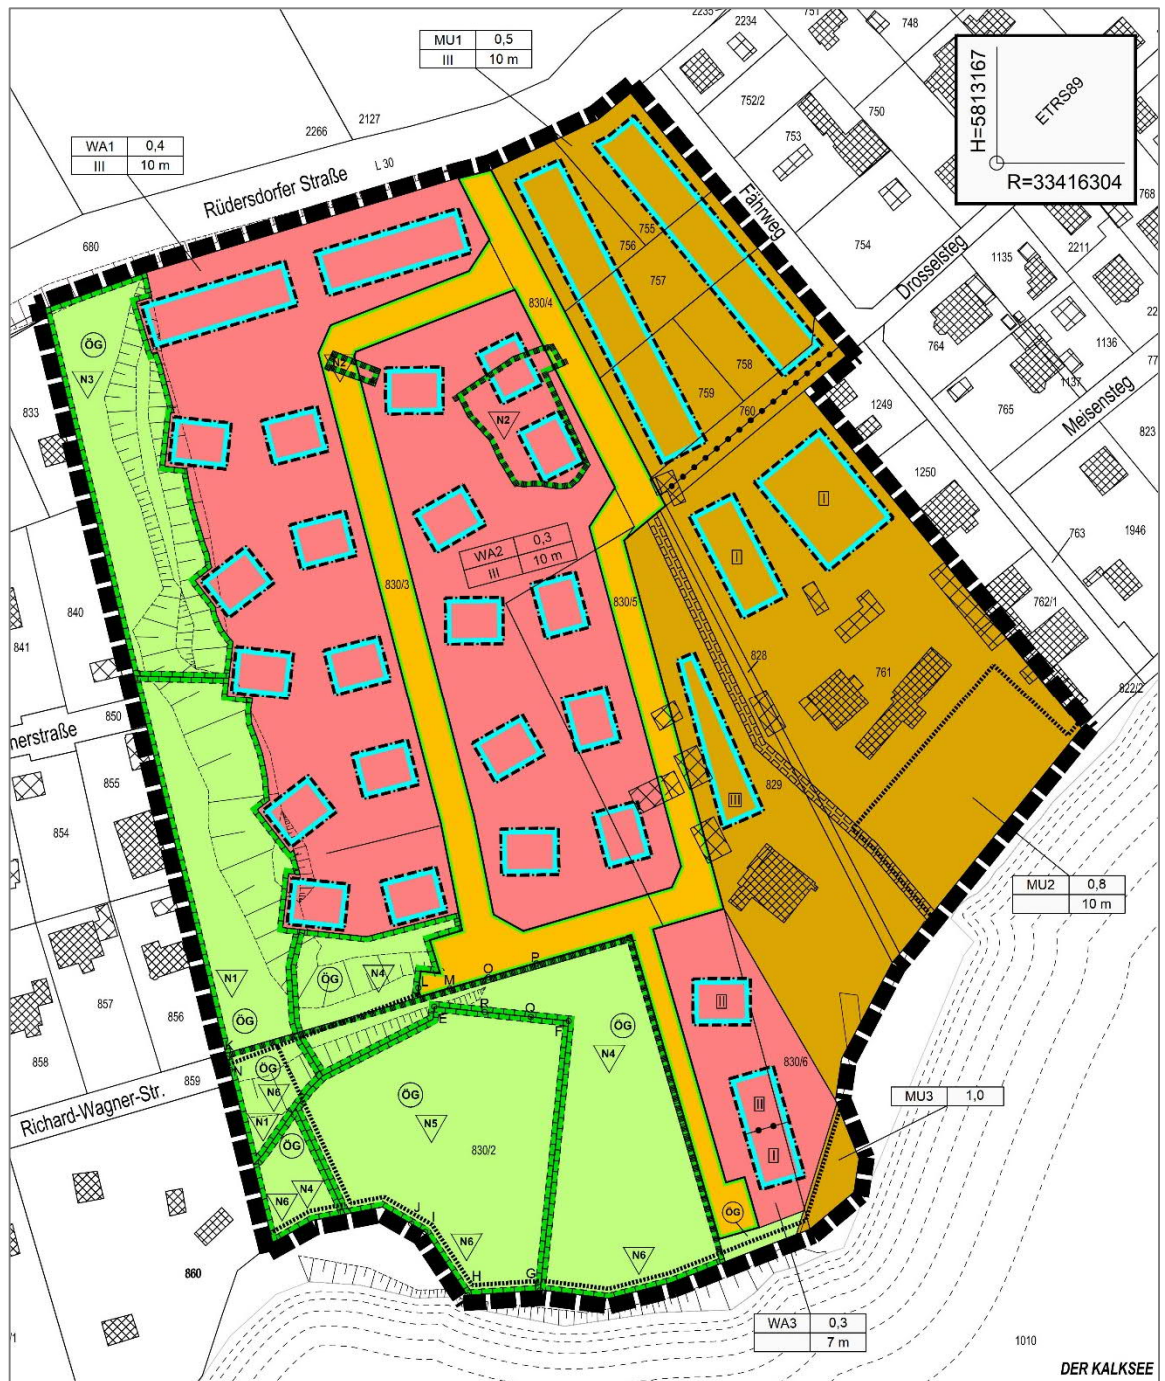 2235
2234
751
748
MU1 0,5
III 10 m
H=5813167
ETRS89
R=33416304
752/2
750
753
2127
2266
L 30
WA1 0,4
III 10 m
Rüdersdorfer Straße
Fährweg
768
680
755
756
754
2211
1135
Drosselsteg
757
830/4
764
1136
ÖG
N3
N2
758
1137
759
765
760
1249
Meisensteg
833
N2
823
1250
I
I
763
1946
WA2 0,3
III 10 m
840
830/3
830/5
762/1
841
828
761
822/2
850
nerstraße
855
829
III
854
MU2 0,8
10 m
857
856
N1
ÖG
ÖG
N4
L
M
O
P
E
R
Q
F
ÖG
N4
II
858
859
N
ÖG
N6
N1
830/6
Richard-Wagner-Str.
ÖG
N5
830/2
MU3 1,0
II
I
ÖG
N6
N4
J
I
ÖG
N6
H
G
N6
860
WA3 0,3
7 m
1010
DER KALKSEE